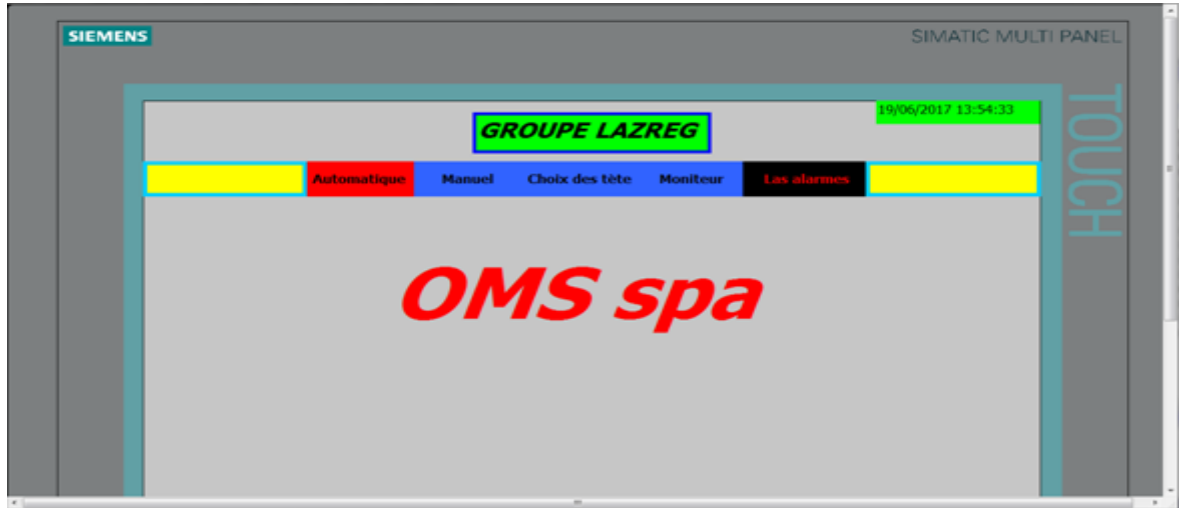 SIEMENS
SIMATIC MULTI PANEL
TOUCH
19/06/2017 13:54:33
GROUPE LAZREG
Automatique Manuel Choix des tète Moniteur Las alarmes
OMS spa